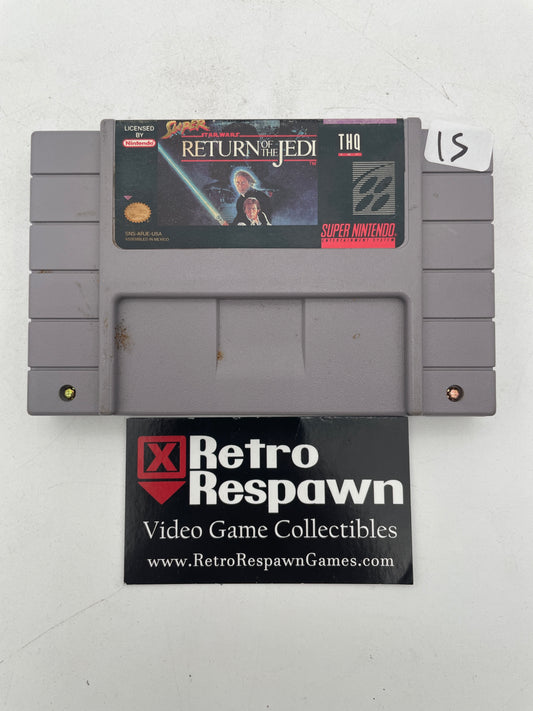 LICENSED
BY
Nintendo
SUPER
STAR WARS
RETURN OF THE JEDI
TM
THQ
15
SNS-ARJE-USA
ASSEMBLED IN MEXICO
SUPER NINTENDO
ENTERTAINMENT SYSTEM
X Retro
Respawn
Video Game Collectibles
www.RetroRespawnGames.com